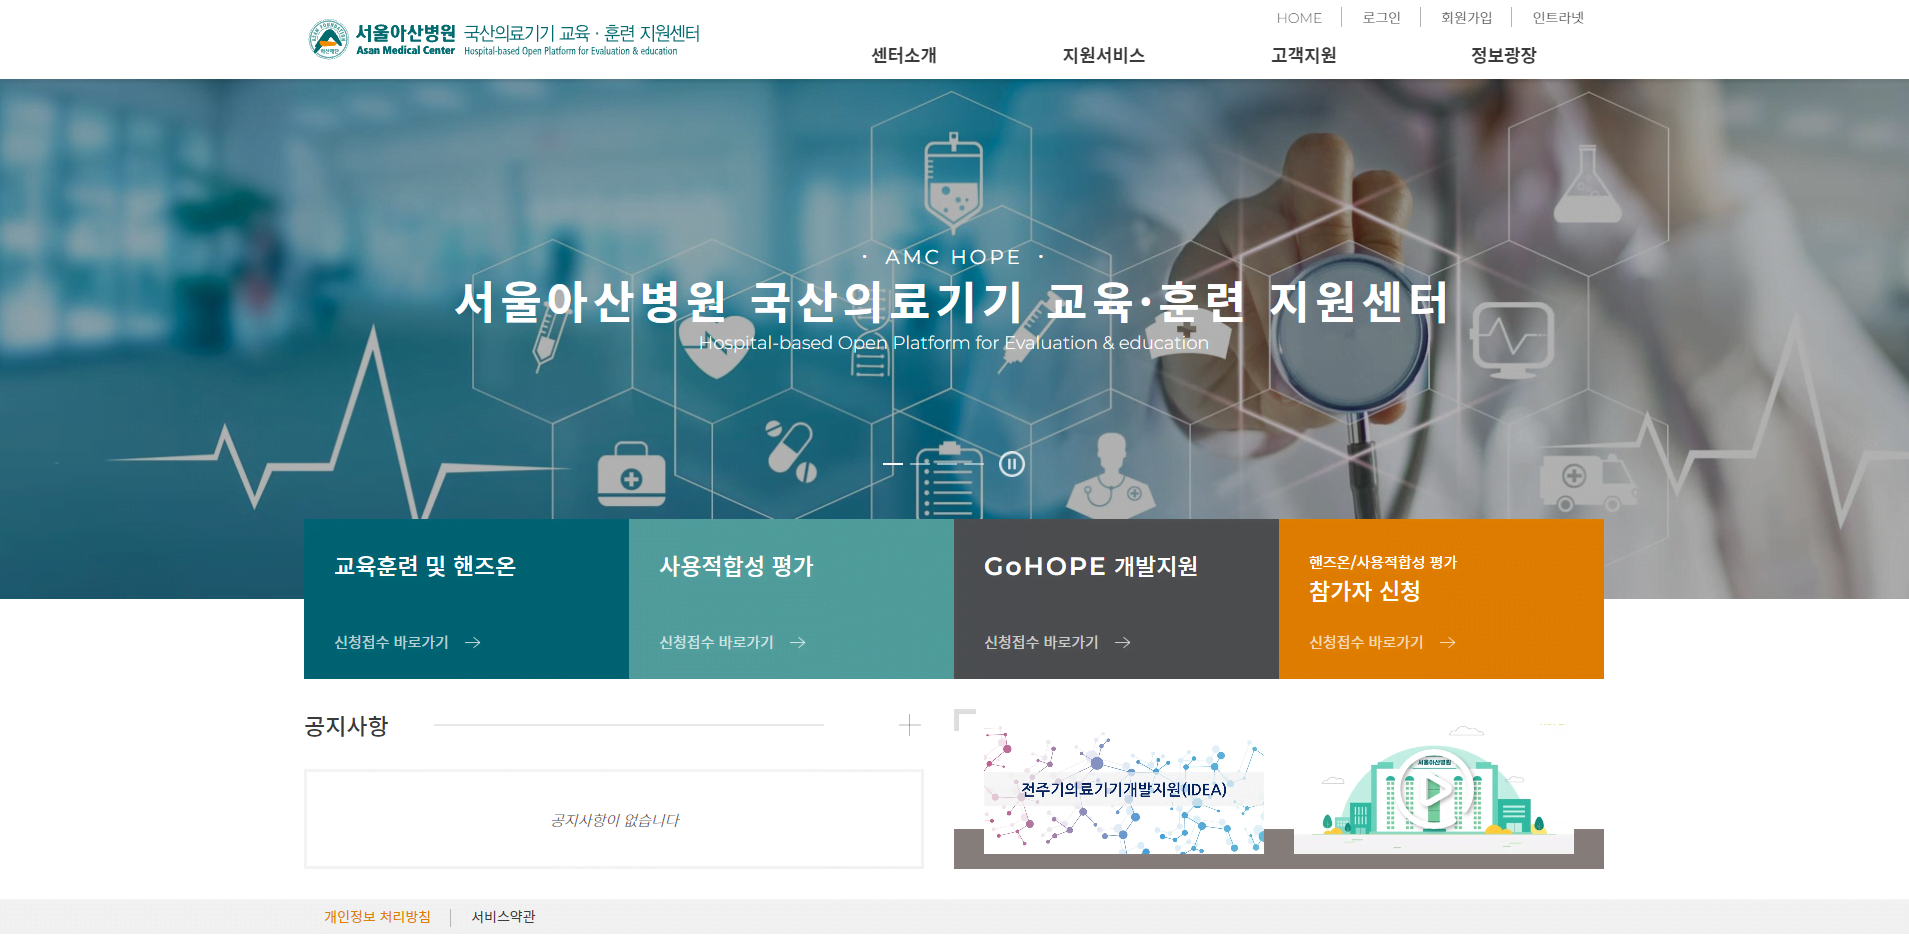 서울아산병원 국산의료기기 교육 · 훈련 지원센터
Asan Medical Center Hospital-based Open Platform for Evaluation & education
HOME
로그인
회원가입
인트라넷
센터소개
지원서비스
고객지원
정보광장
· AMC HOPE ·
서울아산병원 국산의료기기 교육·훈련 지원센터
Hospital-based Open Platform for Evaluation & education
교육훈련 및 핸즈온
신청접수 바로가기
사용적합성 평가
신청접수 바로가기
GoHOPE 개발지원
신청접수 바로가기
핸즈온/사용적합성 평가
참가자 신청
신청접수 바로가기
공지사항
공지사항이 없습니다
전주기의료기기개발지원(IDEA)
서울아산병원
개인정보 처리방침
서비스약관